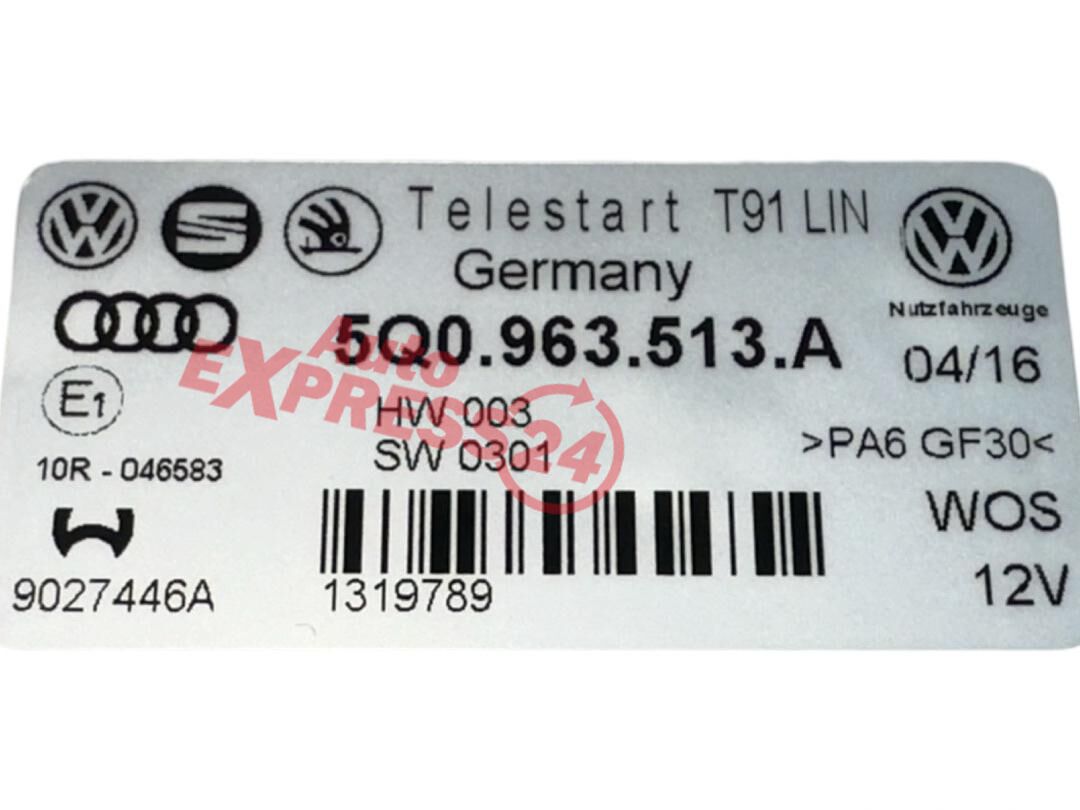 Telestart T91 LIN
Germany
Nutzfahrzeuge
5Q0.963.513.A
04/16
Auto
EXPRESS24
E1
HW 003
SW 0301
>PA6 GF30<
10R - 046583
WOS
12V
9027446A
1319789